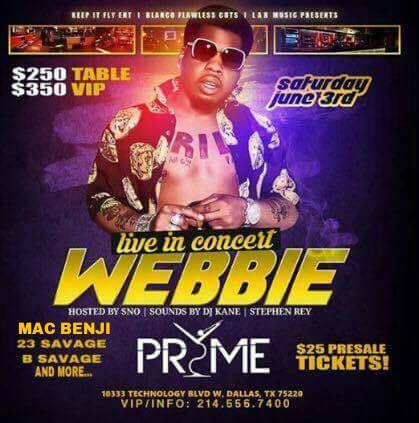 KEEP IT FLY ENT | BLANCO FLAWLESS CUTS | LAB MUSIC PRESENTS
$250 TABLE
$350 VIP
saturday
june 3rd
live in concert
WEBBIE
HOSTED BY SNO | SOUNDS BY DJ KANE | STEPHEN REY
MAC BENJI
23 SAVAGE
B SAVAGE
AND MORE...
PRYME
$25 PRESALE
TICKETS!
10333 TECHNOLOGY BLVD W, DALLAS, TX 75220
VIP/INFO: 214.556.7400